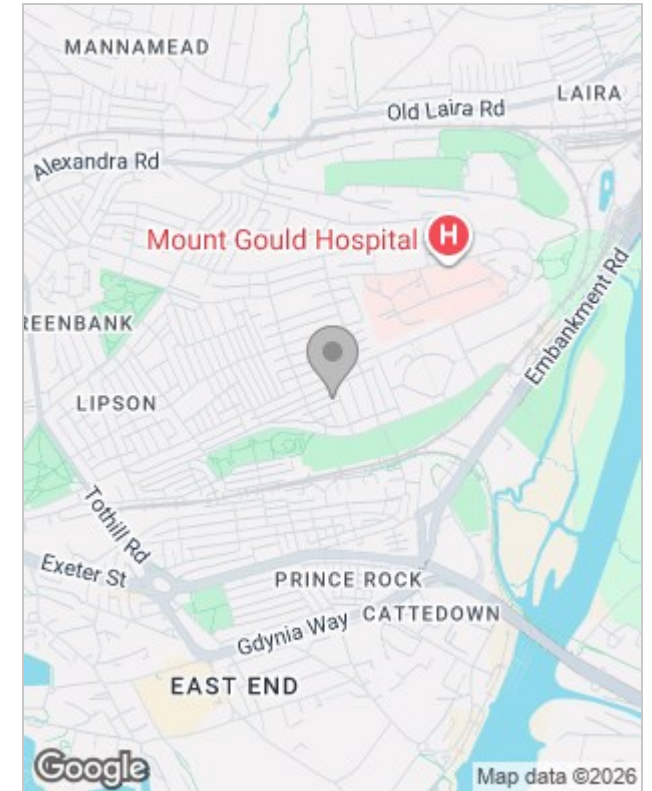 MANNAMEAD
LAIRA
Old Laira Rd
Alexandra Rd
Mount Gould Hospital H
Embankment Rd
REENBANK
LIPSON
Tothill Rd
Exeter St
PRINCE ROCK
Gdynia Way
CATTEDOWN
EAST END
Google
Map data ©2026